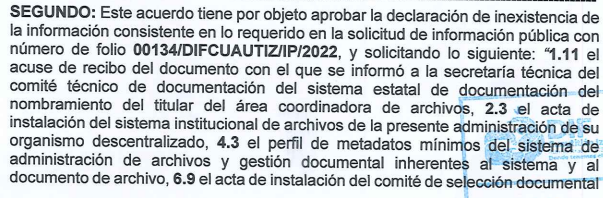 SEGUNDO: Este acuerdo tiene por objeto aprobar la declaración de inexistencia de
la información consistente en lo requerido en la solicitud de información pública con
número de folio 00134/DIFCUAUTIZ/IP/2022, y solicitando lo siguiente: "1.11 el
acuse de recibo del documento con el que se informó a la secretaría técnica del
comité técnico de documentación del sistema estatal de documentación del
nombramiento del titular del área coordinadora de archivos, 2.3 el acta de
instalación del sistema institucional de archivos de la presente administración de su
organismo descentralizado, 4.3 el perfil de metadatos mínimos del sistema de
administración de archivos y gestión documental inherentes al sistema y al
documento de archivo, 6.9 el acta de instalación del comité de selección documental